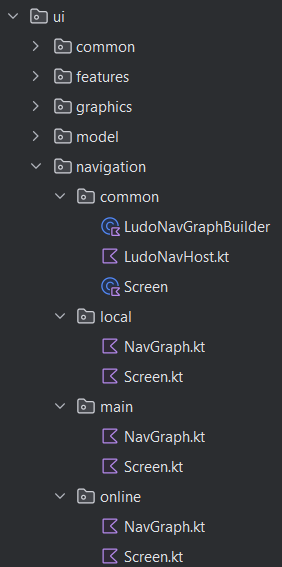 ui
common
features
graphics
model
navigation
common
LudoNavGraphBuilder
LudoNavHost.kt
Screen
local
NavGraph.kt
Screen.kt
main
NavGraph.kt
Screen.kt
online
NavGraph.kt
Screen.kt